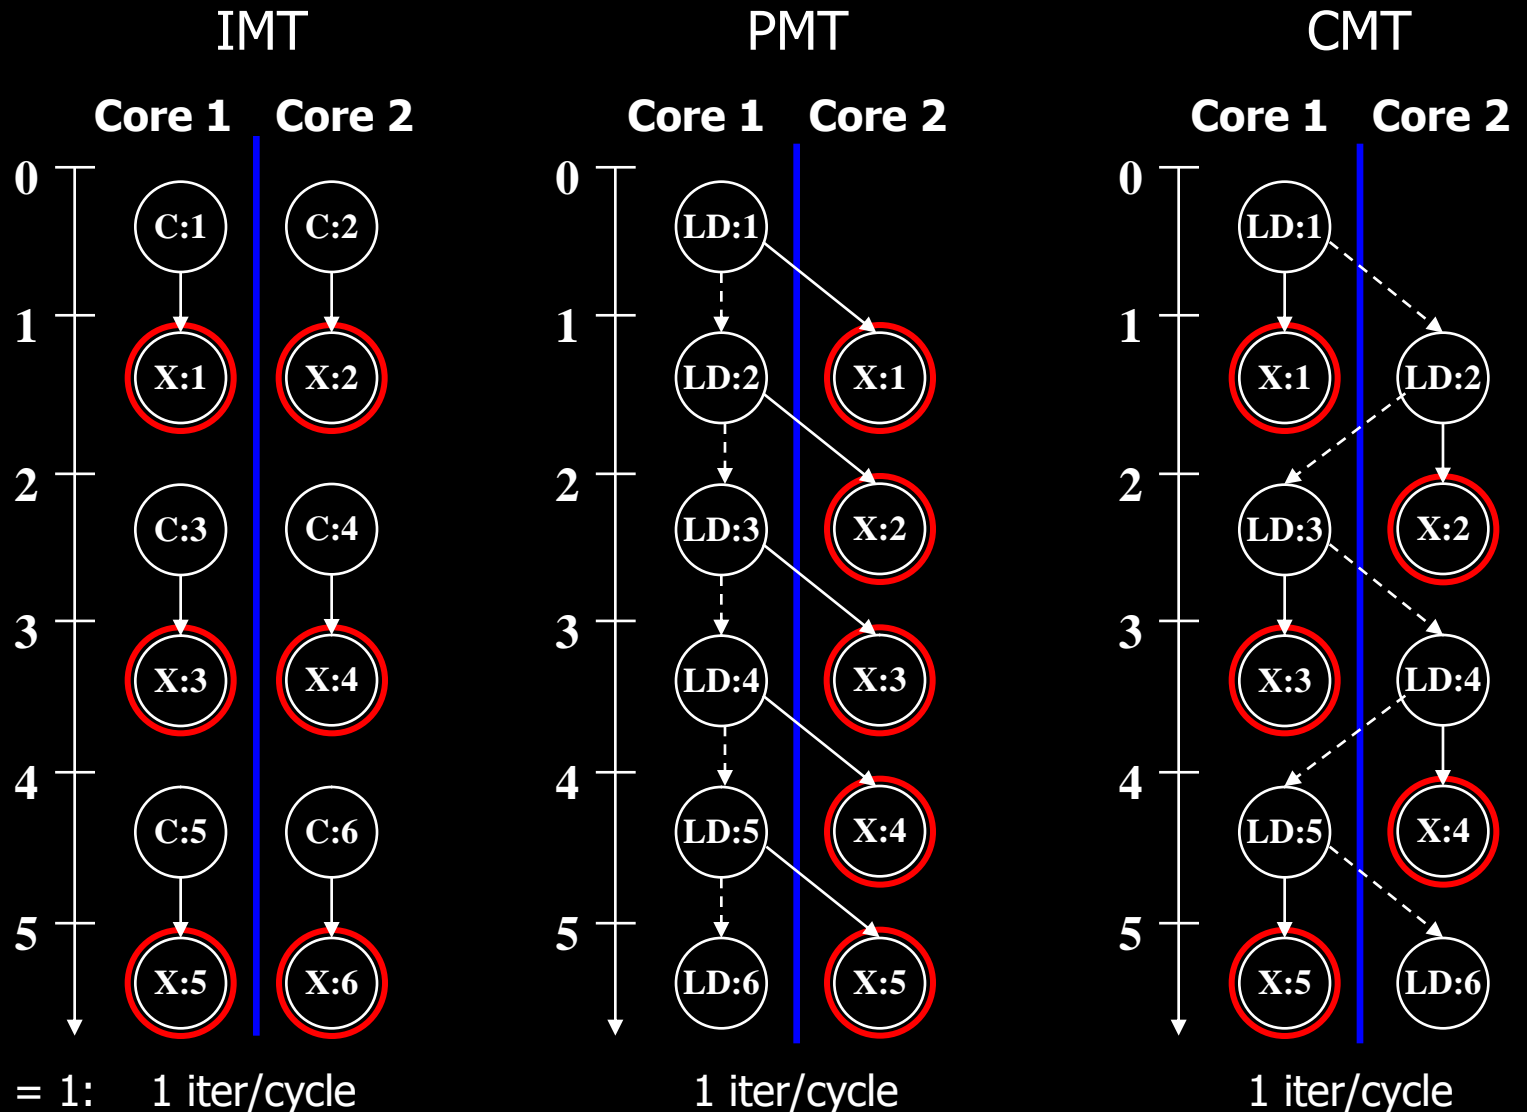 IMT PMT CMT
Core 1 Core 2 Core 1 Core 2 Core 1 Core 2
0 0 0
C:1 C:2 LD:1 LD:1
1 1 1
X:1 X:2 LD:2 X:1 X:1 LD:2
2 2 2
C:3 C:4 LD:3 X:2 LD:3 X:2
3 3 3
X:3 X:4 LD:4 X:3 X:3 LD:4
4 4 4
C:5 C:6 LD:5 X:4 LD:5 X:4
5 5 5
X:5 X:6 LD:6 X:5 X:5 LD:6
= 1: 1 iter/cycle 1 iter/cycle 1 iter/cycle